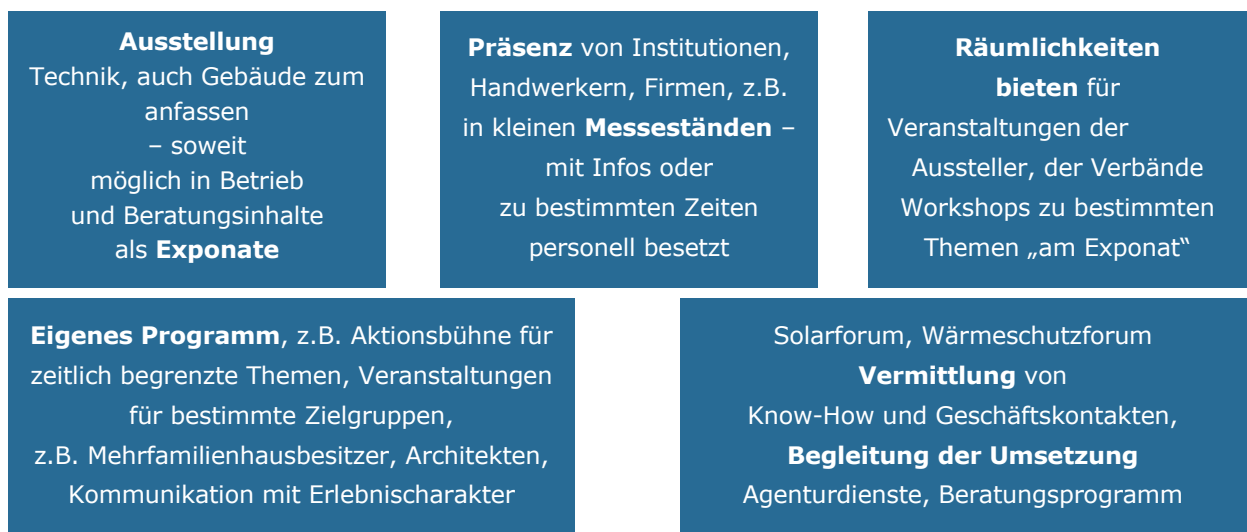 Ausstellung
Technik, auch Gebäude zum
anfassen
– soweit
möglich in Betrieb
und Beratungsinhalte
als Exponate
Präsenz von Institutionen,
Handwerkern, Firmen, z.B.
in kleinen Messeständen –
mit Infos oder
zu bestimmten Zeiten
personell besetzt
Räumlichkeiten
bieten für
Veranstaltungen der
Aussteller, der Verbände
Workshops zu bestimmten
Themen „am Exponat“
Eigenes Programm, z.B. Aktionsbühne für
zeitlich begrenzte Themen, Veranstaltungen
für bestimmte Zielgruppen,
z.B. Mehrfamilienhausbesitzer, Architekten,
Kommunikation mit Erlebnischarakter
Solarforum, Wärmeschutzforum
Vermittlung von
Know-How und Geschäftskontakten,
Begleitung der Umsetzung
Agenturdienste, Beratungsprogramm